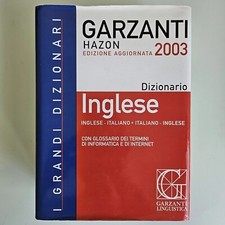 I GRANDI DIZIONARI
GARZANTI
HAZON
EDIZIONE AGGIORNATA 2003
Dizionario
Inglese
INGLESE - ITALIANO • ITALIANO - INGLESE
CON GLOSSARIO DEI TERMINI
DI INFORMATICA E DI INTERNET
GARZANTI
LINGUISTICA